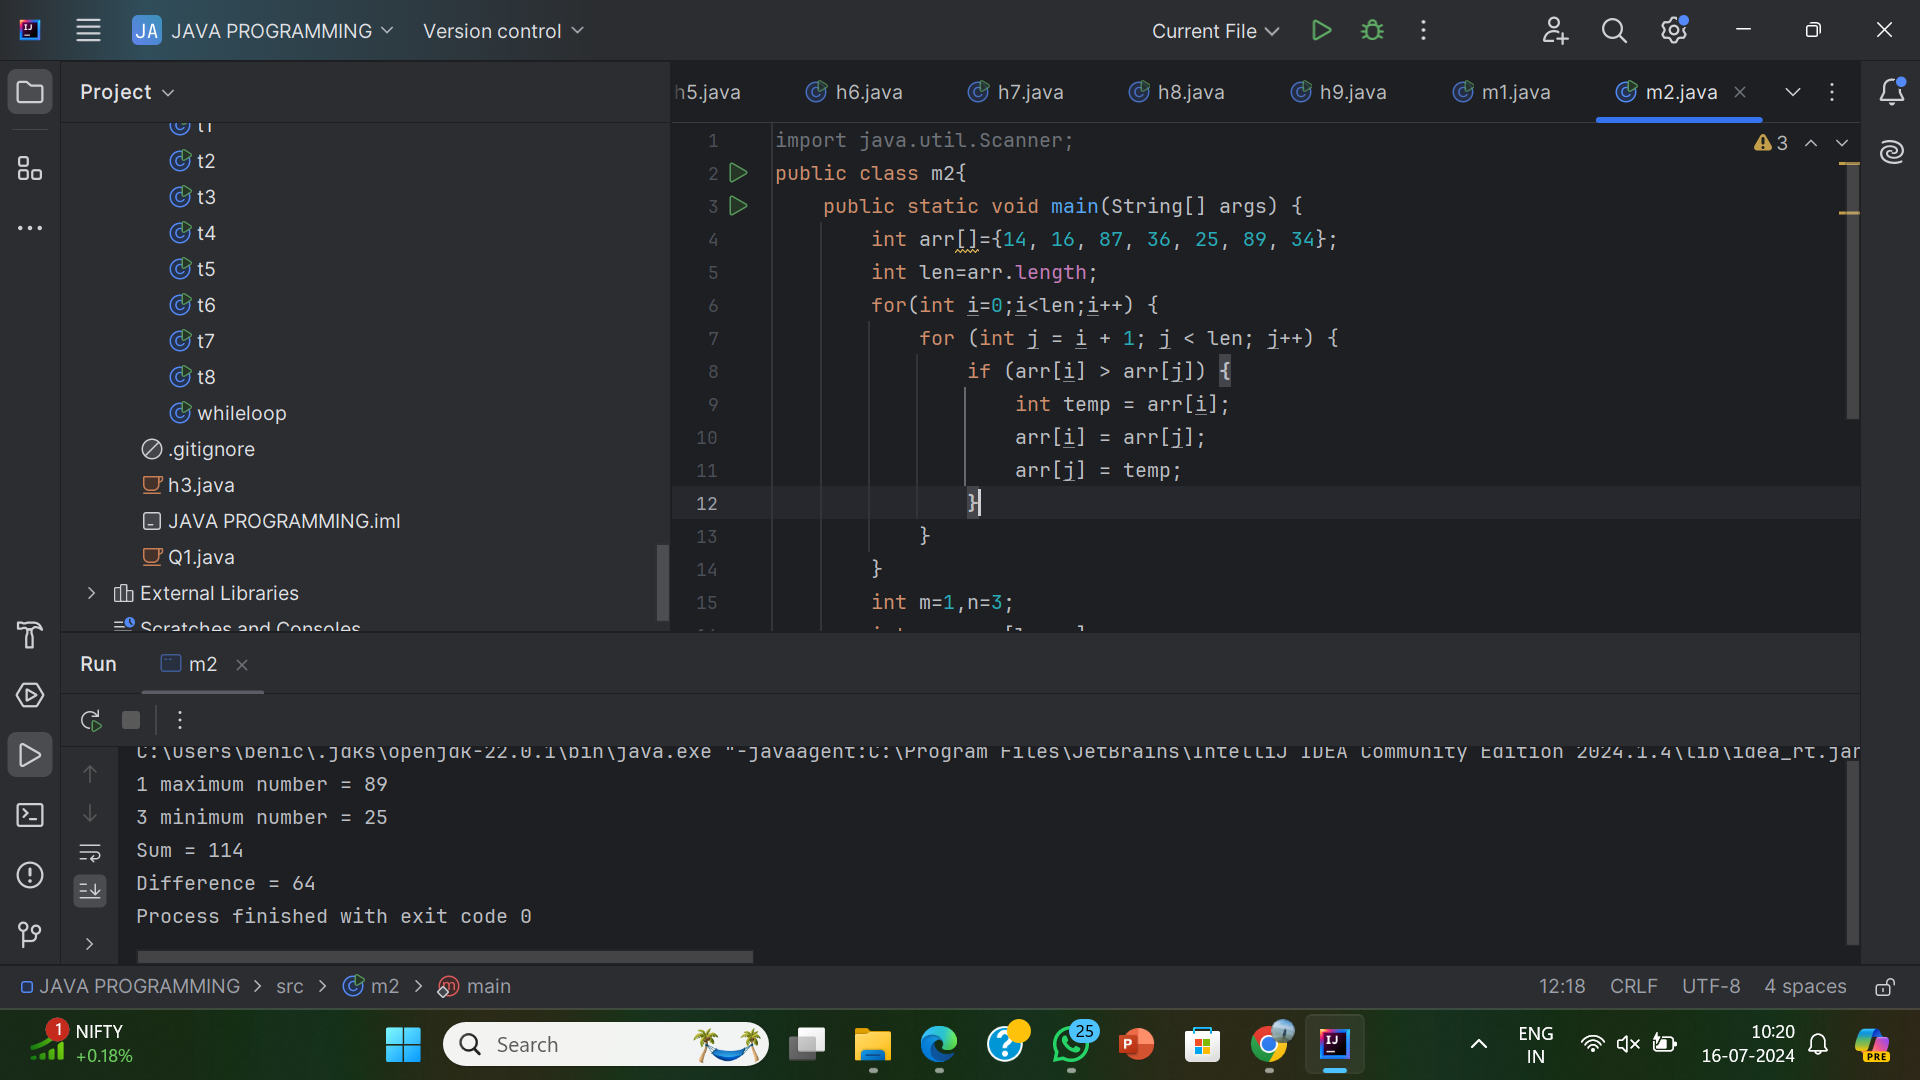 JA JAVA PROGRAMMING Version control Current File
Project
h5.java h6.java h7.java h8.java h9.java m1.java m2.java
t1
t2
t3
t4
t5
t6
t7
t8
whileloop
.gitignore
h3.java
JAVA PROGRAMMING.iml
Q1.java
External Libraries
Scratches and Consoles
3
1 import java.util.Scanner;
2 public class m2{
3 public static void main(String[] args) {
4 int arr[]={14, 16, 87, 36, 25, 89, 34};
5 int len=arr.length;
6 for(int i=0;i<len;i++) {
7 for (int j = i + 1; j < len; j++) {
8 if (arr[i] > arr[j]) {
9 int temp = arr[i];
10 arr[i] = arr[j];
11 arr[j] = temp;
12 }
13 }
14 }
15 int m=1,n=3;
Run m2
C:\Users\benic\.jdks\openjdk-22.0.1\bin\java.exe "-javaagent:C:\Program Files\JetBrains\IntelliJ IDEA Community Edition 2024.1.4\lib\idea_rt.jar
1 maximum number = 89
3 minimum number = 25
Sum = 114
Difference = 64
Process finished with exit code 0
JAVA PROGRAMMING > src > m2 > main 12:18 CRLF UTF-8 4 spaces
1 NIFTY
+0.18%
Search
25
ENG
IN
10:20
16-07-2024
PRE